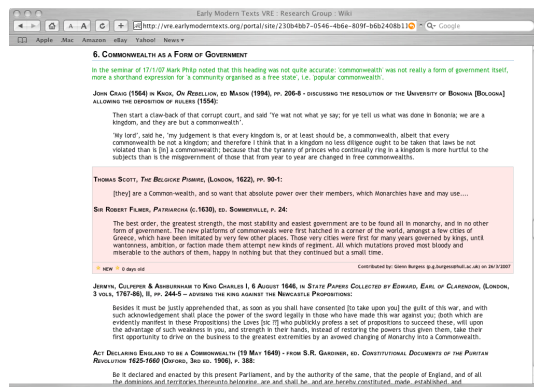 Early Modern Texts VRE : Research Group : Wiki
A A C + http://vre.earlymoderntexts.org/portal/site/230b4bb7-0546-4b6e-809f-b6b2408b11 Q Google
Apple .Mac Amazon eBay Yahoo! News
6. COMMONWEALTH AS A FORM OF GOVERNMENT
In the seminar of 17/1/07 Mark Philp noted that this heading was not quite accurate: 'commonwealth' was not really a form of government itself,
more a shorthand expression for 'a community organised as a free state', i.e. 'popular commonwealth'.
JOHN CRAIG (1564) IN KNOX, ON REBELLION, ED MASON (1994), PP. 206-8 - DISCUSSING THE RESOLUTION OF THE UNIVERSITY OF BONONIA [BOLOGNA]
ALLOWING THE DEPOSITION OF RULERS (1554):
Then start a claw-back of that corrupt court, and said 'Ye wat not what ye say; for ye tell us what was done in Bononia; we are a
kingdom, and they are but a commonwealth'.
'My lord', said he, 'my judgement is that every kingdom is, or at least should be, a commonwealth, albeit that every
commonwealth be not a kingdom; and therefore I think that in a kingdom no less diligence ought to be taken that laws be not
violated than is [in] a commonwealth; because that the tyranny of princes who continually ring in a kingdom is more hurtful to the
subjects than is the misgovernment of those that from year to year are changed in free commonwealths.
THOMAS SCOTT, THE BELGICKE PISMIRE, (LONDON, 1622), PP. 90-1:
[they] are a Common-wealth, and so want that absolute power over their members, which Monarchies have and may use....
SIR ROBERT FILMER, PATRIARCHA (C.1630), ED. SOMMERVILLE, P. 24:
The best order, the greatest strength, the most stability and easiest government are to be found all in monarchy, and in no other
form of government. The new platforms of commonweals were first hatched in a corner of the world, amongst a few cities of
Greece, which have been imitated by very few other places. Those very cities were first for many years governed by kings, until
wantonness, ambition, or faction made them attempt new kinds of regiment. All which mutations proved most bloody and
miserable to the authors of them, happy in nothing but that they continued but a small time.
NEW 0 days old
Contributed by: Glenn Burgess (g.g.burgess@hull.ac.uk) on 26/3/2007
JERMYN, CULPEPER & ASHBURNHAM TO KING CHARLES I, 6 AUGUST 1646, IN STATE PAPERS COLLECTED BY EDWARD, EARL OF CLARENDON, (LONDON,
3 VOLS, 1767-86), II, PP. 244-5 – ADVISING THE KING AGAINST THE NEWCASTLE PROPOSITIONS:
Besides it must be justly apprehended that, as soon as you shall have consented [to take upon you] the guilt of this war, and with
such acknowledgement shall place the power of the sword legally in those who have made this war against you; (both which are
evidently manifest in these Propositions) the Loves [sic ??] who publicly profess a set of propositions to succeed these, will upon
the advantage of such weakness in you, and strength in their hands, instead of restoring the powers thus given them, take their
first opportunity to drive on the business to the greatest extremities by an avowed changing of Monarchy into a Commonwealth.
ACT DECLARING ENGLAND TO BE A COMMONWEALTH (19 MAY 1649) - FROM S.R. GARDINER, ED. CONSTITUTIONAL DOCUMENTS OF THE PURITAN
REVOLUTION 1625-1660 (OXFORD, 3RD ED. 1906), P. 388:
Be it declared and enacted by this present Parliament, and by the authority of the same, that the people of England, and of all
the dominions and territories thereunto belonging, are and shall be, and are hereby constituted, made, established, and